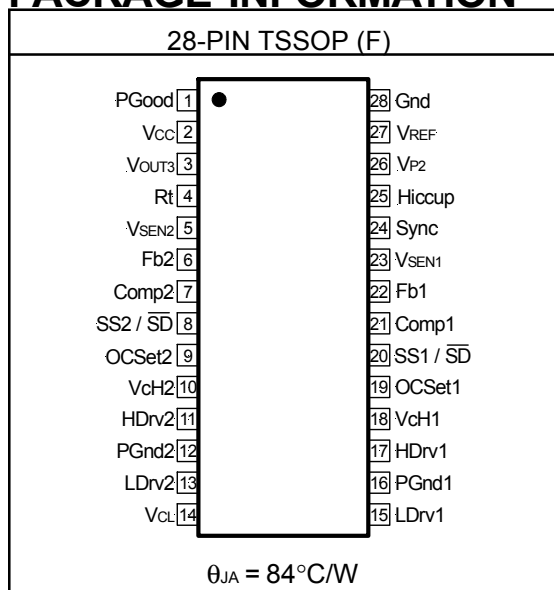 PACKAGE INFORMATION
28-PIN TSSOP (F)
PGood 1
Vcc 2
VOUT3 3
Rt 4
VSEN2 5
Fb2 6
Comp2 7
SS2 / SD 8
OCSet2 9
VcH2 10
HDrv2 11
PGnd2 12
LDrv2 13
VCL 14
28 Gnd
27 VREF
26 VP2
25 Hiccup
24 Sync
23 VSEN1
22 Fb1
21 Comp1
20 SS1 / SD
19 OCSet1
18 VcH1
17 HDrv1
16 PGnd1
15 LDrv1
θJA = 84°C/W